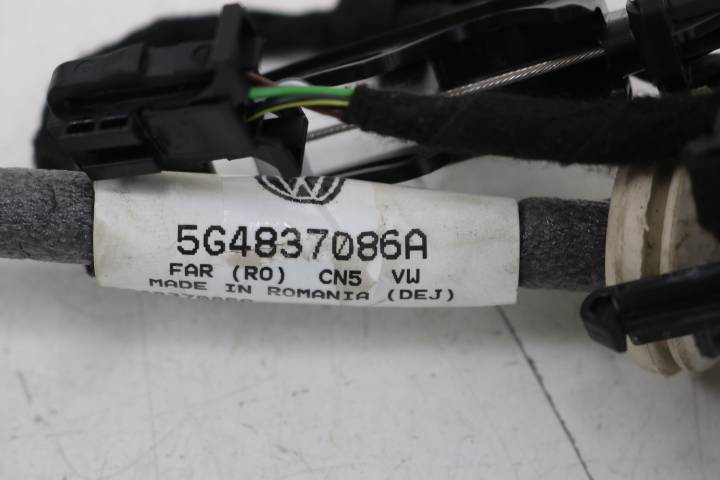 5G4837086A
FAR (RO) CN5 VW
MADE IN ROMANIA (DEJ)